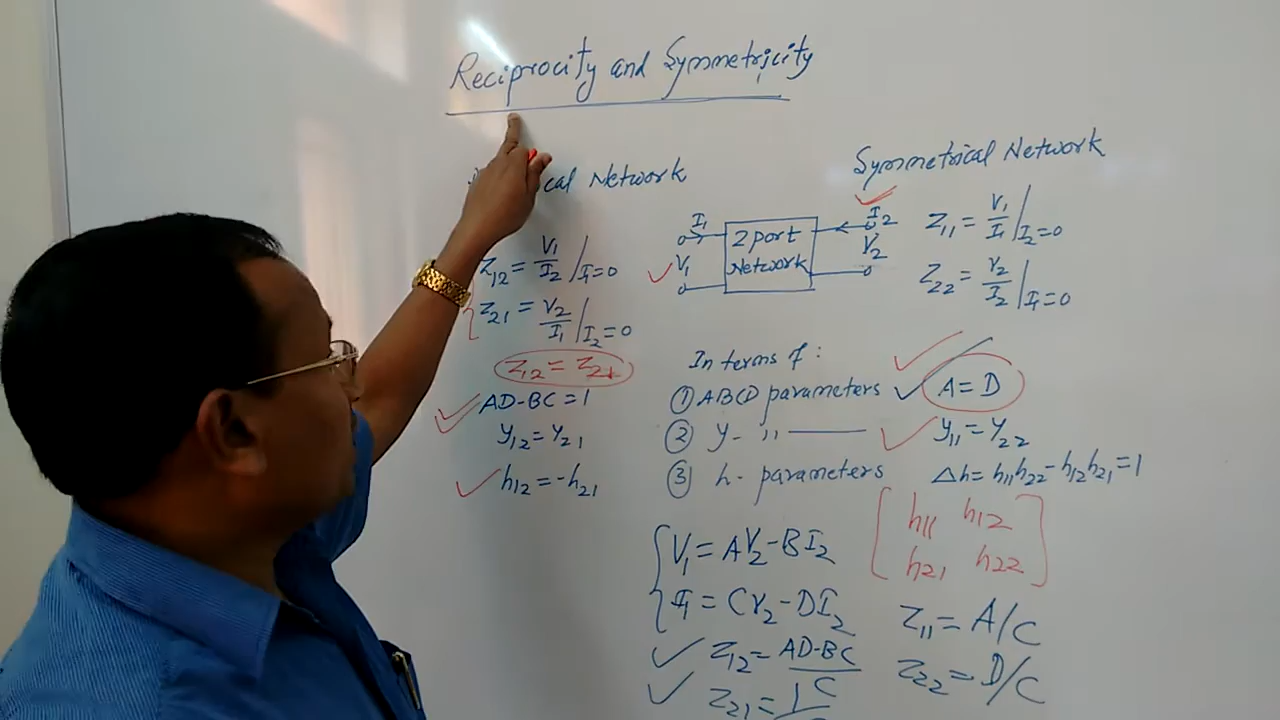 Reciprocity and Symmetricity
cal Network
Z12 = V1/I2 | I1=0
Z21 = V2/I1 | I2=0
Z12 = Z21
AD-BC = 1
y12 = y21
h12 = -h21
I1
V1
2 port
Network
I2
V2
Symmetrical Network
Z11 = V1/I1 | I2=0
Z22 = V2/I2 | I1=0
In terms of :
① ABCD parameters ✓ A = D
② y- " —— y11 = y22
③ h- parameters Δh = h11h22 - h12h21 = 1
[h11 h12
h21 h22]
V1 = AV2 - BI2
I1 = CV2 - DI2
Z12 = AD-BC/C
Z21 = 1/
Z11 = A/C
Z22 = D/C